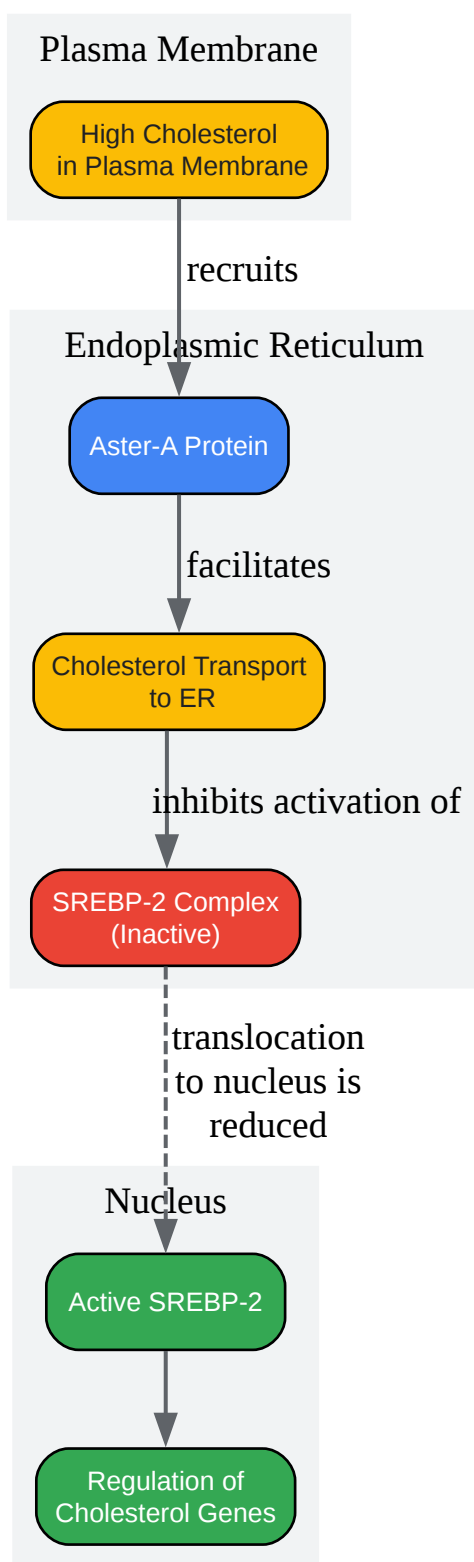 Plasma Membrane
High Cholesterol
in Plasma Membrane
recruits
Endoplasmic Reticulum
Aster-A Protein
facilitates
Cholesterol Transport
to ER
inhibits activation of
SREBP-2 Complex
(Inactive)
translocation
to nucleus is
reduced
Nucleus
Active SREBP-2
Regulation of
Cholesterol Genes